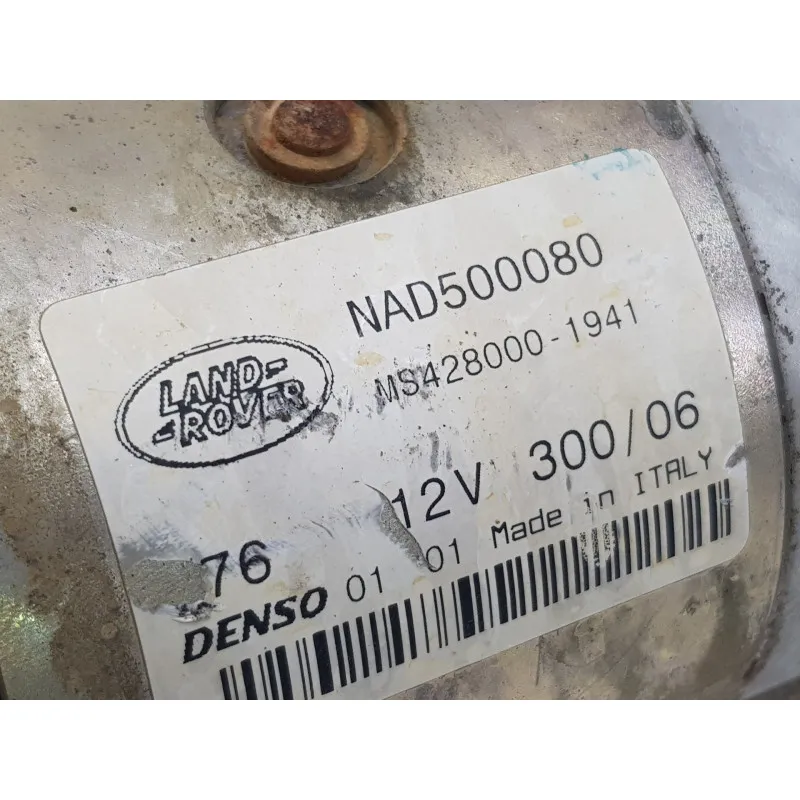 NAD500080
MS428000-1941
LAND-
-ROVER
12V 300/06
76
DENSO 01 01 Made in ITALY